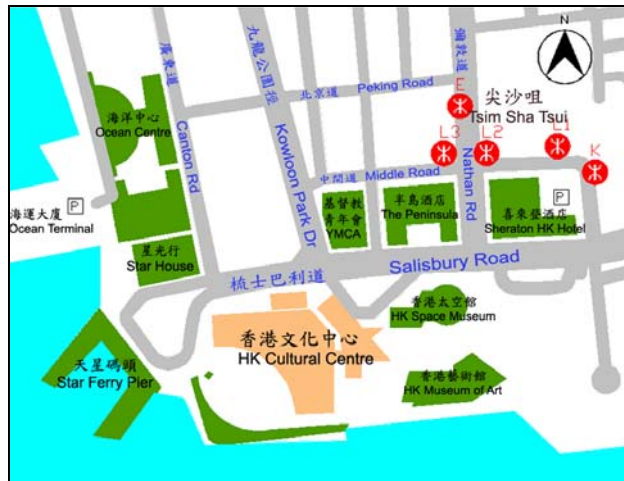 N
廣東道
Canton Rd
九龍公園徑
Kowloon Park Dr
彌敦道
Nathan Rd
北京道
Peking Road
海洋中心
Ocean Centre
尖沙咀
Tsim Sha Tsui
E
L3
L2
L1
K
中間道 Middle Road
P
海運大廈
Ocean Terminal
基督教
青年會
YMCA
半島酒店
The Peninsula
P
喜來登酒店
Sheraton HK Hotel
星光行
Star House
梳士巴利道
Salisbury Road
香港太空館
HK Space Museum
香港文化中心
HK Cultural Centre
天星碼頭
Star Ferry Pier
香港藝術館
HK Museum of Art